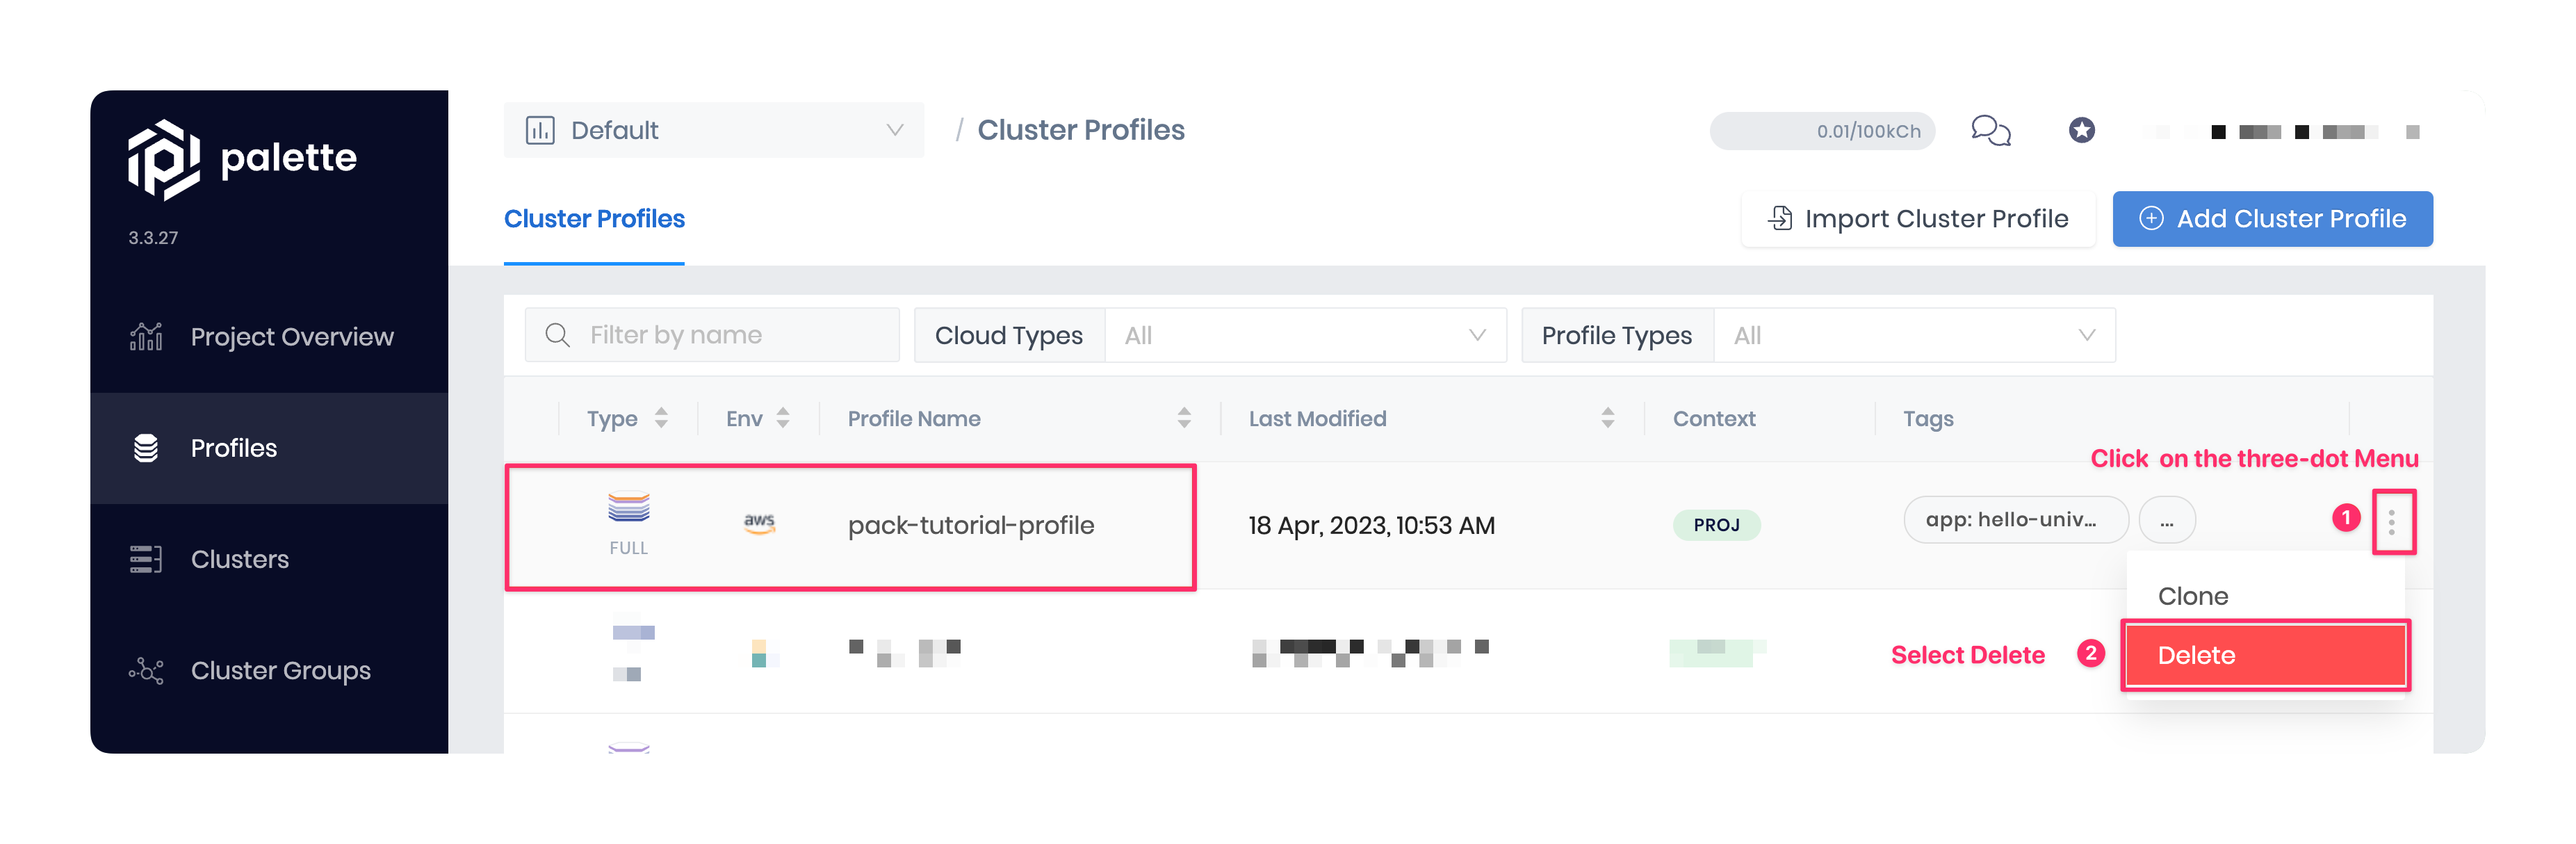 palette
3.3.27
Project Overview
Profiles
Clusters
Cluster Groups
Default / Cluster Profiles
0.01/100kCh
Cluster Profiles
Import Cluster Profile
Add Cluster Profile
Filter by name
Cloud Types All
Profile Types All
Type Env Profile Name Last Modified Context Tags
Click on the three-dot Menu
FULL aws pack-tutorial-profile 18 Apr, 2023, 10:53 AM PROJ app: hello-univ... ... 1
Clone
Select Delete 2 Delete